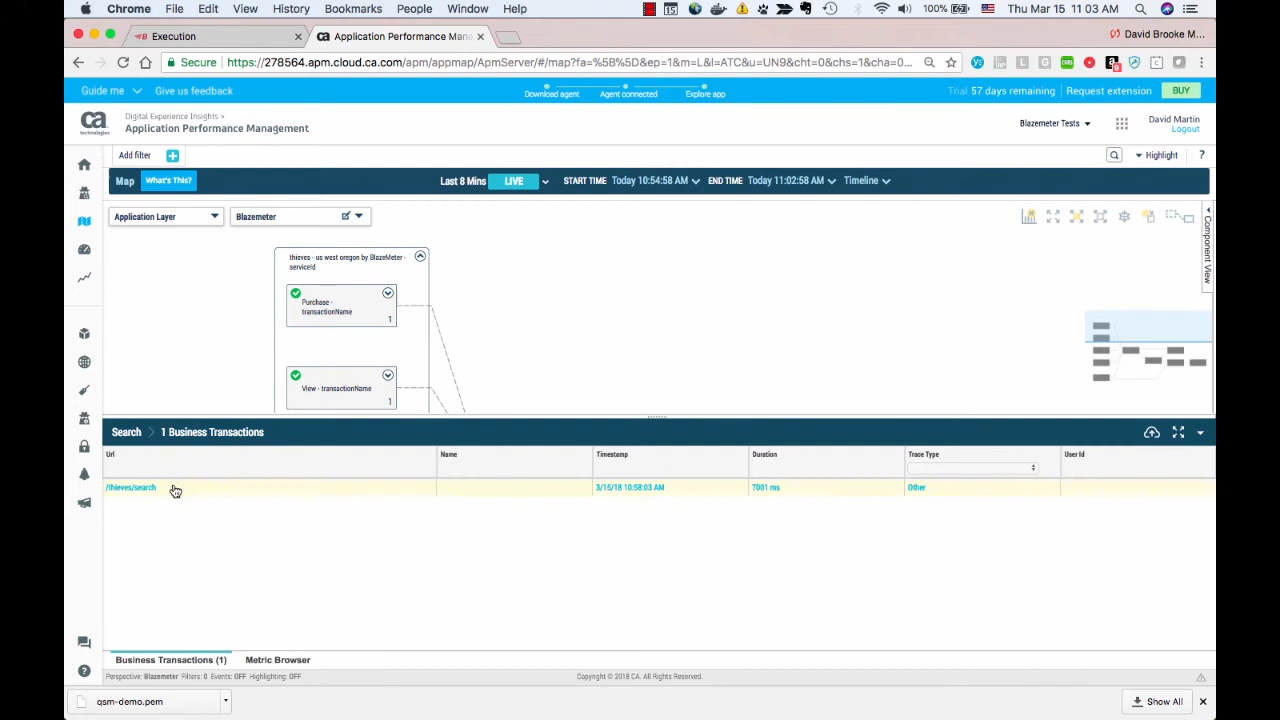 Chrome File Edit View History Bookmarks People Window Help 15 100% Thu Mar 15 11:03 AM
Execution Application Performance Man David Brooke M...
Secure https://278564.apm.cloud.ca.com/apm/appmap/ApmServer/#/map?fa=%5B%5D&ep=1&m=L&l=ATC&u=UN9&cht=0&chs=1&cha=0...
Guide me Give us feedback Download agent Agent connected Explore app Trial 57 days remaining Request extension BUY
ca technologies
Digital Experience Insights >
Application Performance Management
Blazemeter Tests
David Martin
Logout
Add filter Highlight ?
Map What's This? Last 8 Mins LIVE START TIME Today 10:54:58 AM END TIME Today 11:02:58 AM Timeline
Application Layer Blazemeter
Component View
thieves - us west oregon by BlazeMeter -
serviceId
Purchase -
transactionName
1
View - transactionName
1
Search > 1 Business Transactions
Url Name Timestamp Duration Trace Type User Id
/thieves/search 3/15/18 10:58:03 AM 7001 ms Other
Business Transactions (1) Metric Browser
Perspective: Blazemeter Filters: 0 Events: OFF Highlighting: OFF Copyright © 2018 CA. All Rights Reserved.
qsm-demo.pem Show All